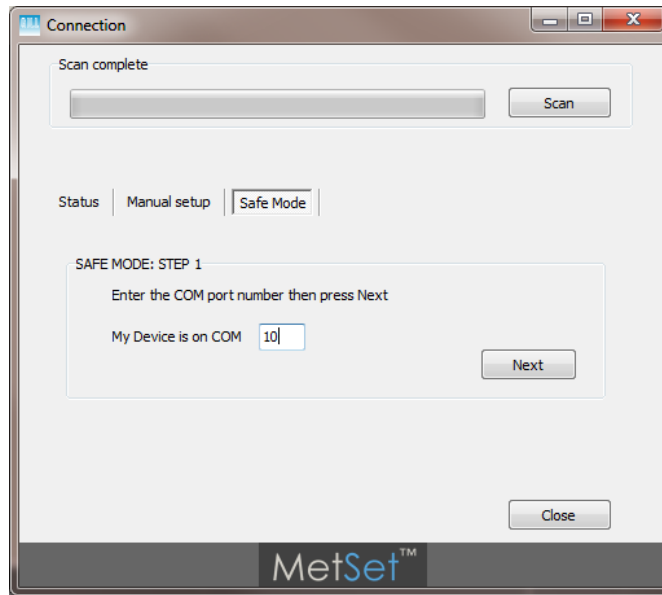 Connection
Scan complete
Scan
Status Manual setup Safe Mode
SAFE MODE: STEP 1
Enter the COM port number then press Next
My Device is on COM 10
Next
Close
MetSet™